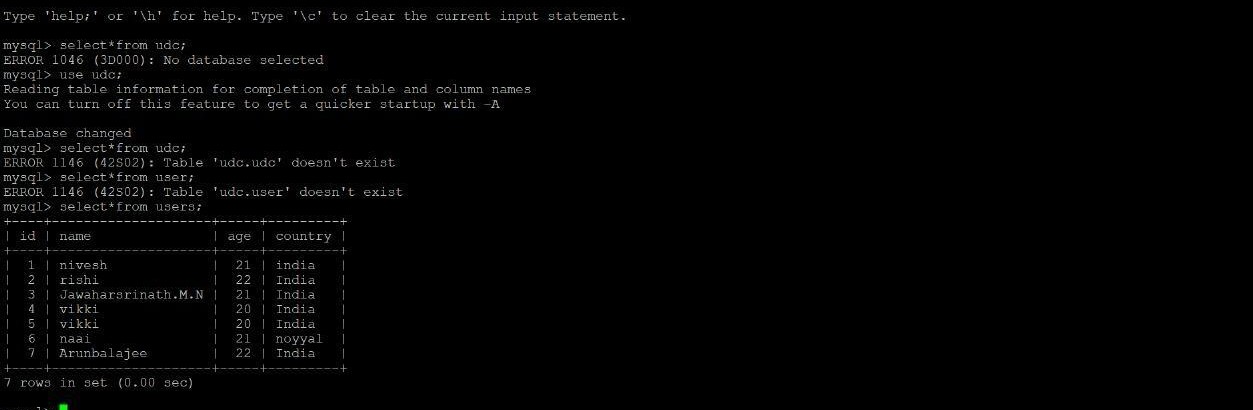 Type 'help;' or '\h' for help. Type '\c' to clear the current input statement.
mysql> select*from udc;
ERROR 1046 (3D000): No database selected
mysql> use udc;
Reading table information for completion of table and column names
You can turn off this feature to get a quicker startup with -A
Database changed
mysql> select*from udc;
ERROR 1146 (42S02): Table 'udc.udc' doesn't exist
mysql> select*from user;
ERROR 1146 (42S02): Table 'udc.user' doesn't exist
mysql> select*from users;
+----+---------------------+-----+---------+
| id | name | age | country |
+----+---------------------+-----+---------+
| 1 | nivesh | 21 | india |
| 2 | rishi | 22 | India |
| 3 | Jawaharsrinath.M.N | 21 | India |
| 4 | vikki | 20 | India |
| 5 | vikki | 20 | India |
| 6 | naai | 21 | noyyal |
| 7 | Arunbalajee | 22 | India |
+----+---------------------+-----+---------+
7 rows in set (0.00 sec)
mysql>